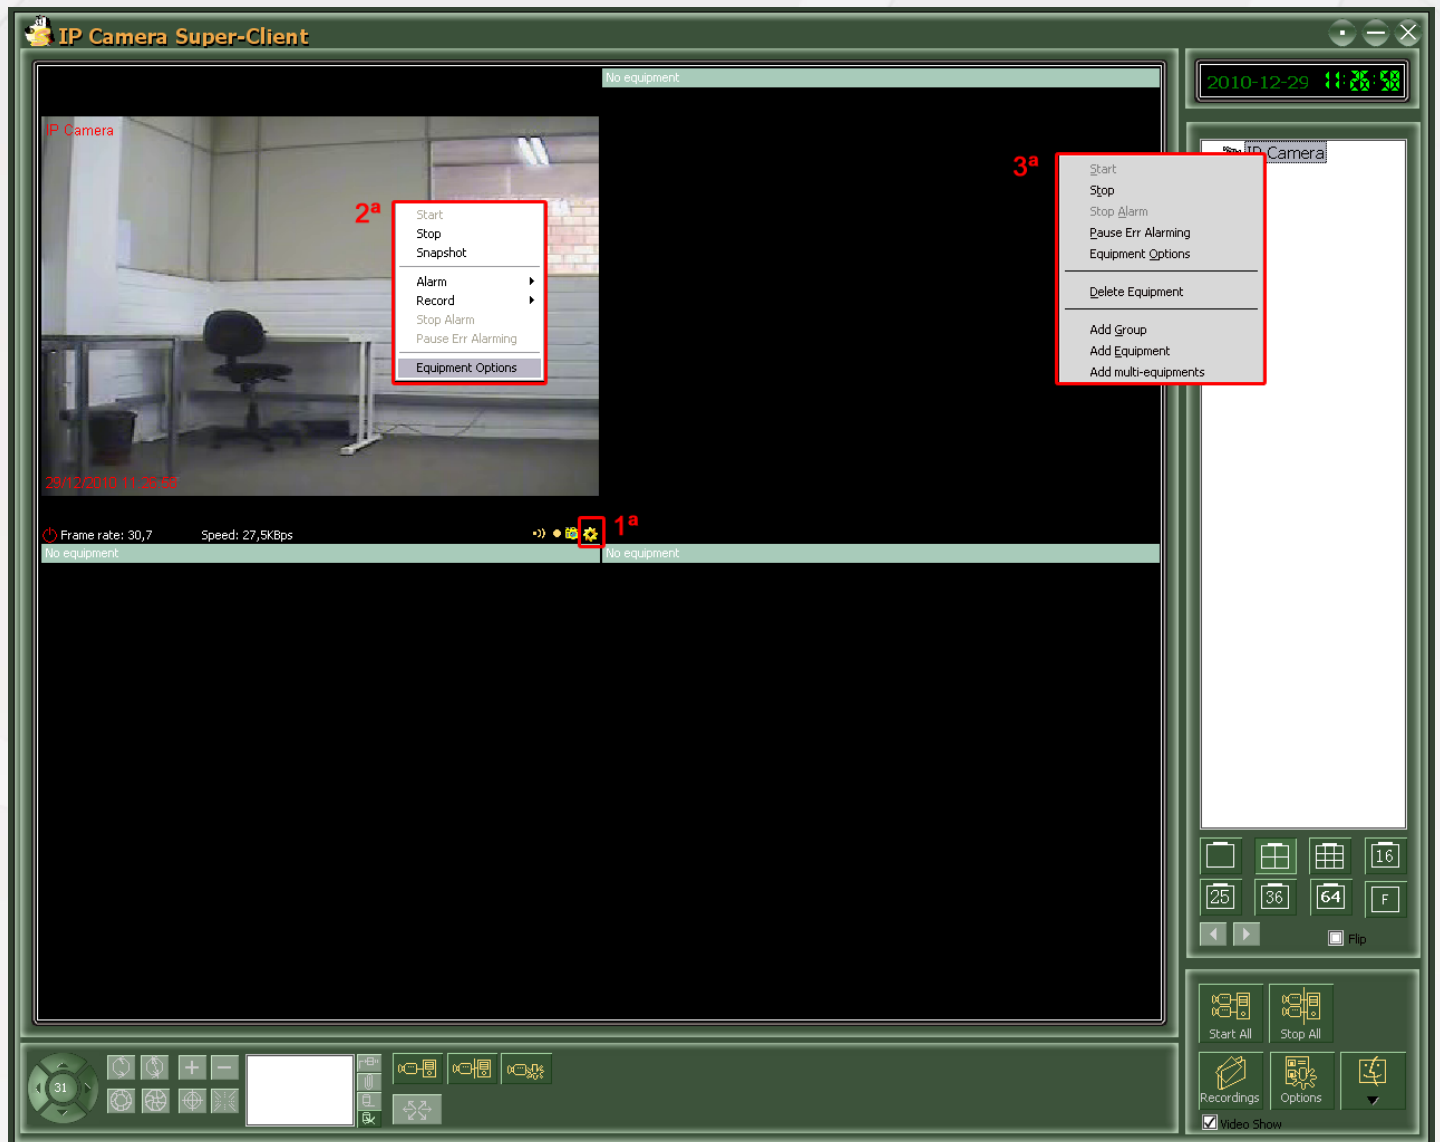 IP Camera Super-Client
No equipment
2010-12-29 11:26:58
IP Camera
IP Camera
3ª
Start
Stop
Stop Alarm
Pause Err Alarming
Equipment Options
Delete Equipment
Add Group
Add Equipment
Add multi-equipments
2ª
Start
Stop
Snapshot
Alarm
Record
Stop Alarm
Pause Err Alarming
Equipment Options
1ª
Frame rate: 30,7
Speed: 27,5KBps
No equipment
No equipment
16
25
36
64
F
Flip
Start All
Stop All
31
Recordings
Options
Video Show